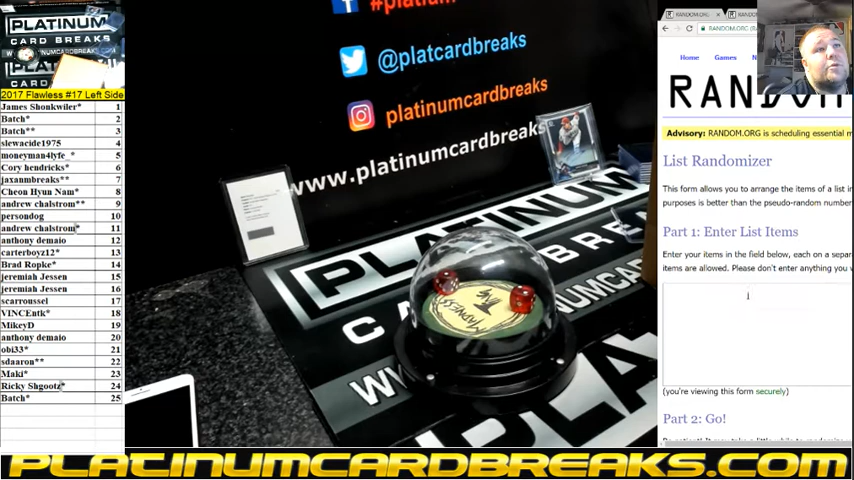 PLATINUM
CARD BREAKS
NUMCARDBREAKS
2017 Flawless #17 Left Side
James Shonkwiler* 1
Batch* 2
Batch** 3
slewacide1975 4
moneyman4lyfe_* 5
Cory hendricks* 6
jaxanmbreaks** 7
Cheon Hyun Nam* 8
andrew chalstrom** 9
persondog 10
andrew chalstrom* 11
anthony demaio 12
carterboyz12* 13
Brad Ropke* 14
jeremiah Jessen 15
jeremiah Jessen 16
scarroussel 17
VINCEntk* 18
MikeyD 19
anthony demaio 20
obi33* 21
sdaaron** 22
Maki* 23
Ricky Shgootz* 24
Batch* 25
@platcardbreaks
platinumcardbreaks
www.platinumcardbreaks
PLATINUM
MADNESS
RANDOM.ORG
Home Games
RANDOM
Advisory: RANDOM.ORG is scheduling essential
List Randomizer
This form allows you to arrange the items of a list
purposes is better than the pseudo-random number
Part 1: Enter List Items
Enter your items in the field below, each on a
items are allowed. Please don't enter anything you
(you're viewing this form securely)
Part 2: Go!
PLATINUMCARDBREAKS.COM